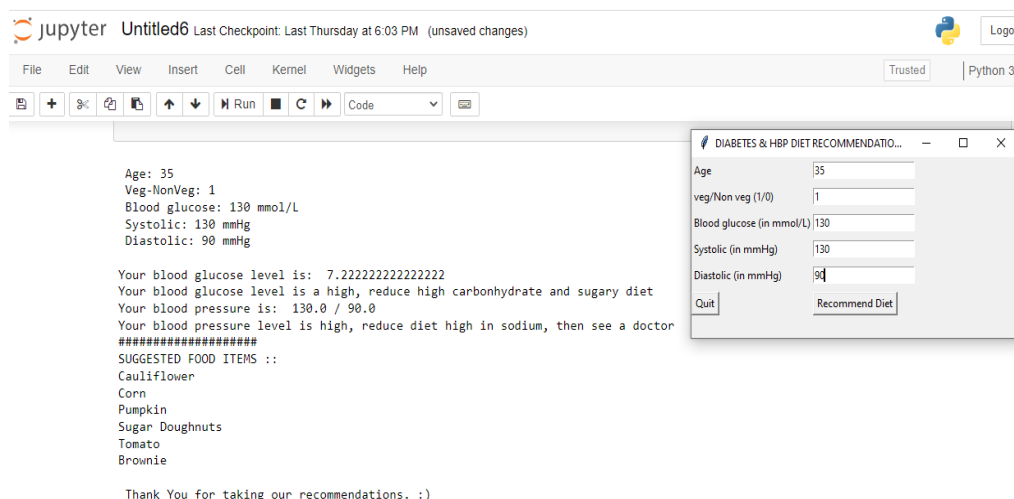 jupyter Untitled6 Last Checkpoint: Last Thursday at 6:03 PM (unsaved changes)
Logo
File Edit View Insert Cell Kernel Widgets Help
Trusted
Python 3
Run
Code
Age: 35
Veg-NonVeg: 1
Blood glucose: 130 mmol/L
Systolic: 130 mmHg
Diastolic: 90 mmHg
Your blood glucose level is: 7.222222222222222
Your blood glucose level is a high, reduce high carbonhydrate and sugary diet
Your blood pressure is: 130.0 / 90.0
Your blood pressure level is high, reduce diet high in sodium, then see a doctor
####################
SUGGESTED FOOD ITEMS ::
Cauliflower
Corn
Pumpkin
Sugar Doughnuts
Tomato
Brownie
Thank You for taking our recommendations. :)
DIABETES & HBP DIET RECOMMENDATIO...
Age 35
veg/Non veg (1/0) 1
Blood glucose (in mmol/L) 130
Systolic (in mmHg) 130
Diastolic (in mmHg) 90
Quit Recommend Diet